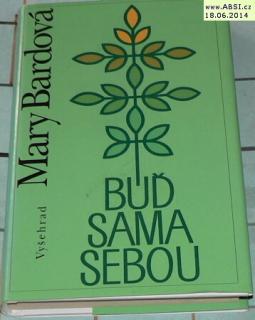 www.ABSI.cz
18.06.2014
Mary Bardová
Vyšehrad
BUĎ
SAMA
SEBOU